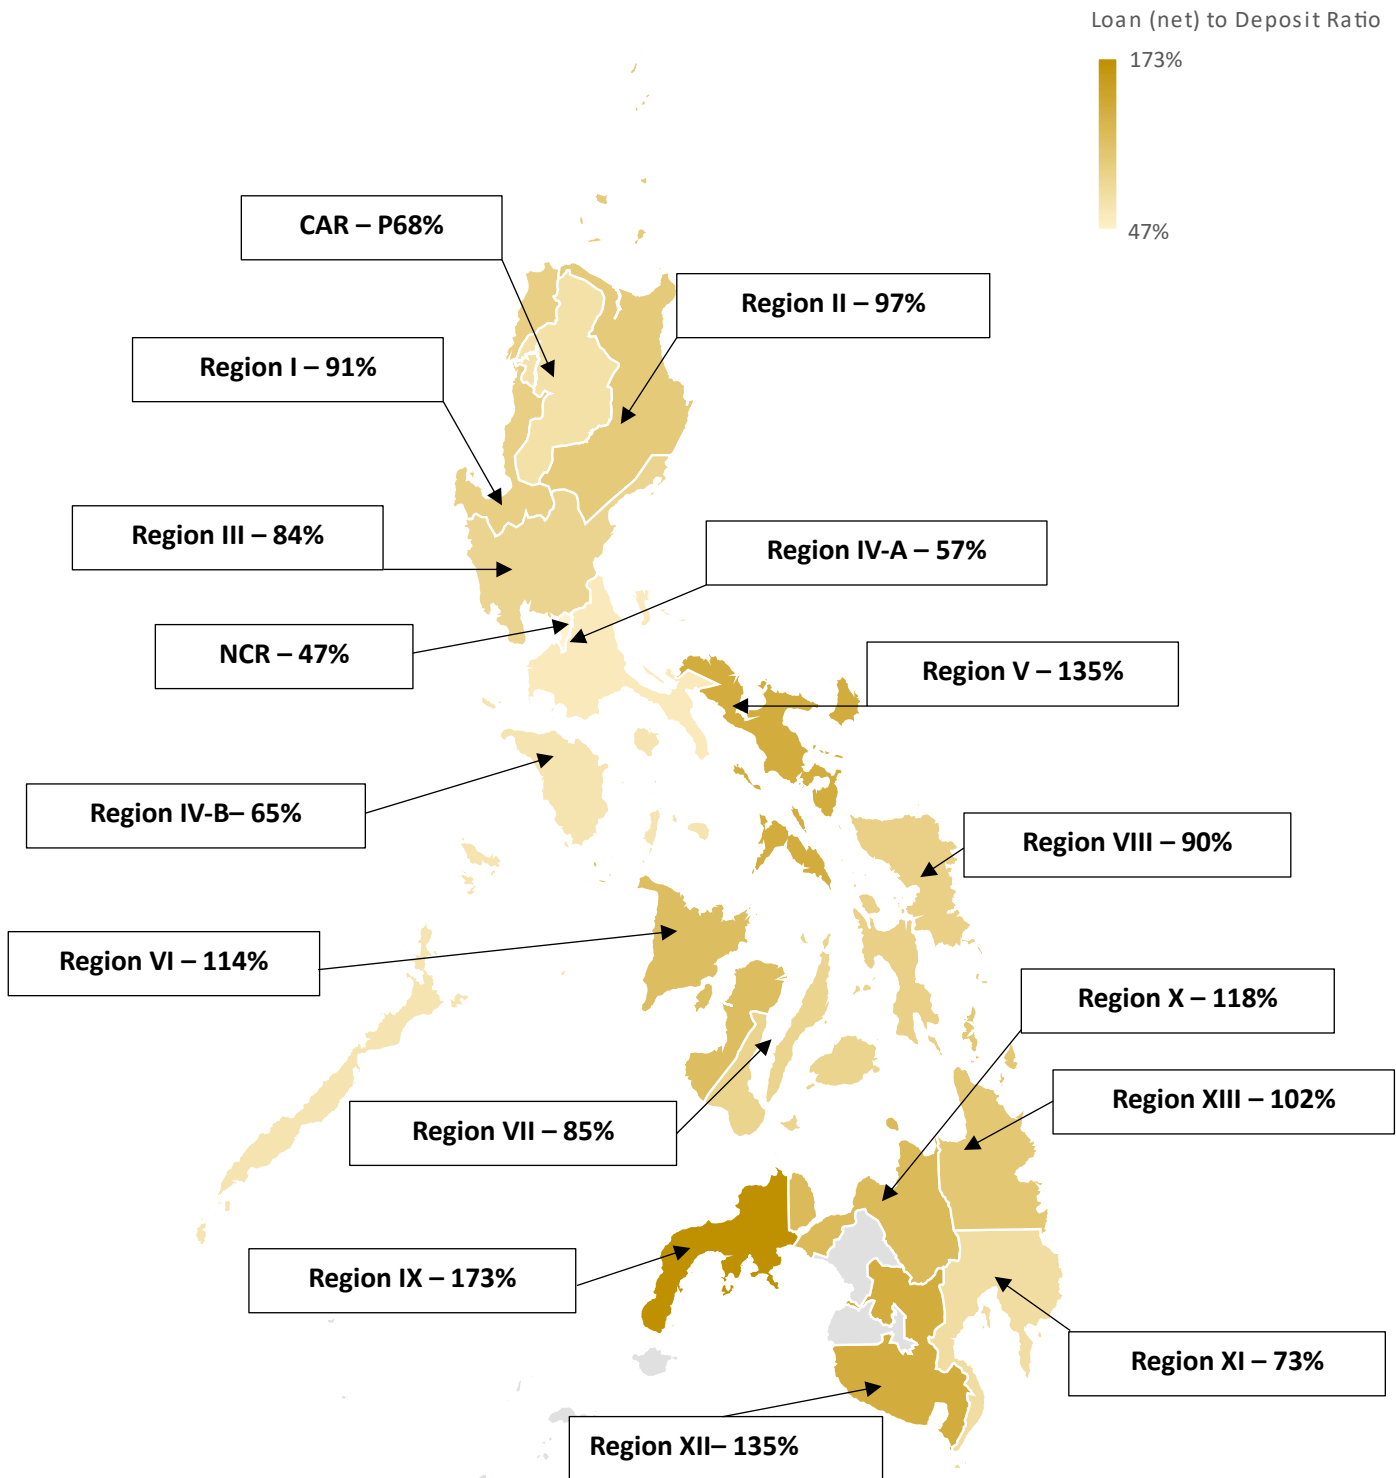 Loan (net) to Deposit Ratio
173%
47%
CAR – P68%
Region II – 97%
Region I – 91%
Region III – 84%
Region IV-A – 57%
NCR – 47%
Region V – 135%
Region IV-B– 65%
Region VIII – 90%
Region VI – 114%
Region X – 118%
Region XIII – 102%
Region VII – 85%
Region IX – 173%
Region XI – 73%
Region XII– 135%